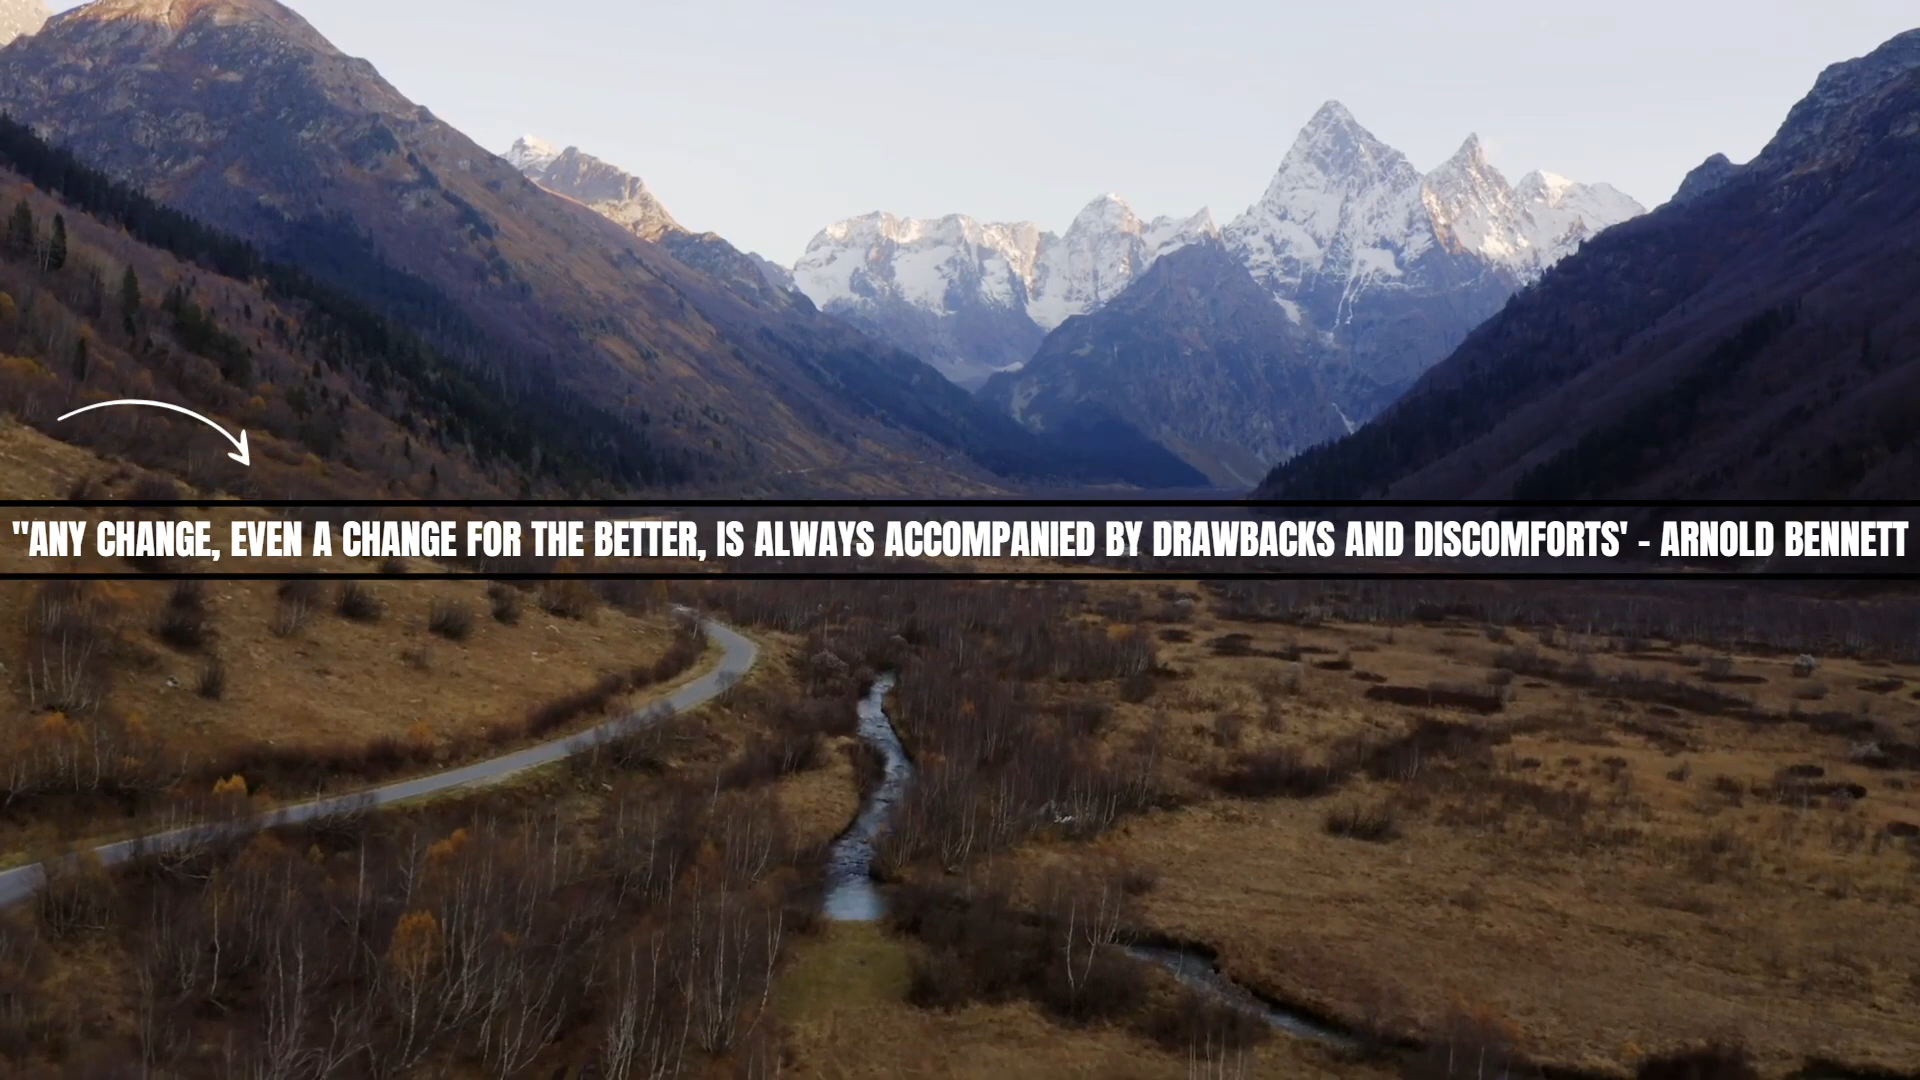 "ANY CHANGE, EVEN A CHANGE FOR THE BETTER, IS ALWAYS ACCOMPANIED BY DRAWBACKS AND DISCOMFORTS' - ARNOLD BENNETT